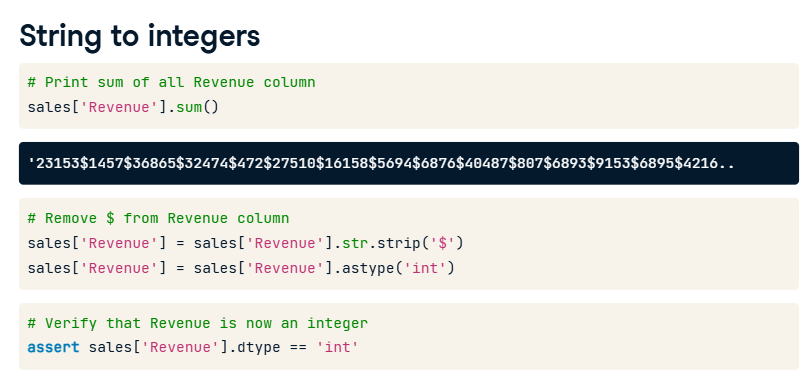 String to integers
# Print sum of all Revenue column
sales['Revenue'].sum()
'23153$1457$36865$32474$472$27510$16158$5694$6876$40487$807$6893$9153$6895$4216..
# Remove $ from Revenue column
sales['Revenue'] = sales['Revenue'].str.strip('$')
sales['Revenue'] = sales['Revenue'].astype('int')
# Verify that Revenue is now an integer
assert sales['Revenue'].dtype == 'int'